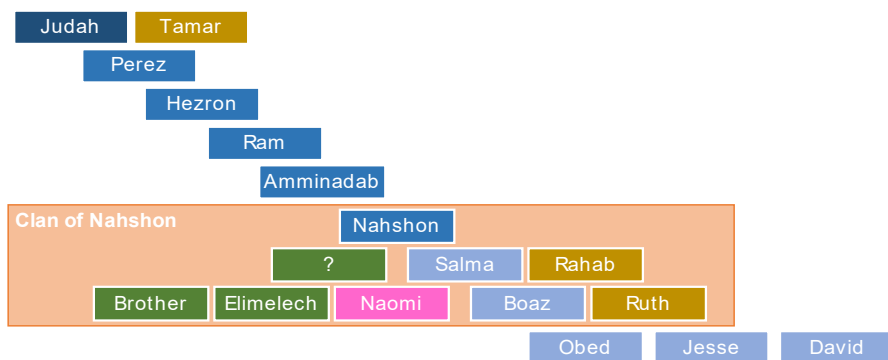 Judah Tamar
Perez
Hezron
Ram
Amminadab
Clan of Nahshon
Nahshon
? Salma Rahab
Brother Elimelech Naomi Boaz Ruth
Obed Jesse David